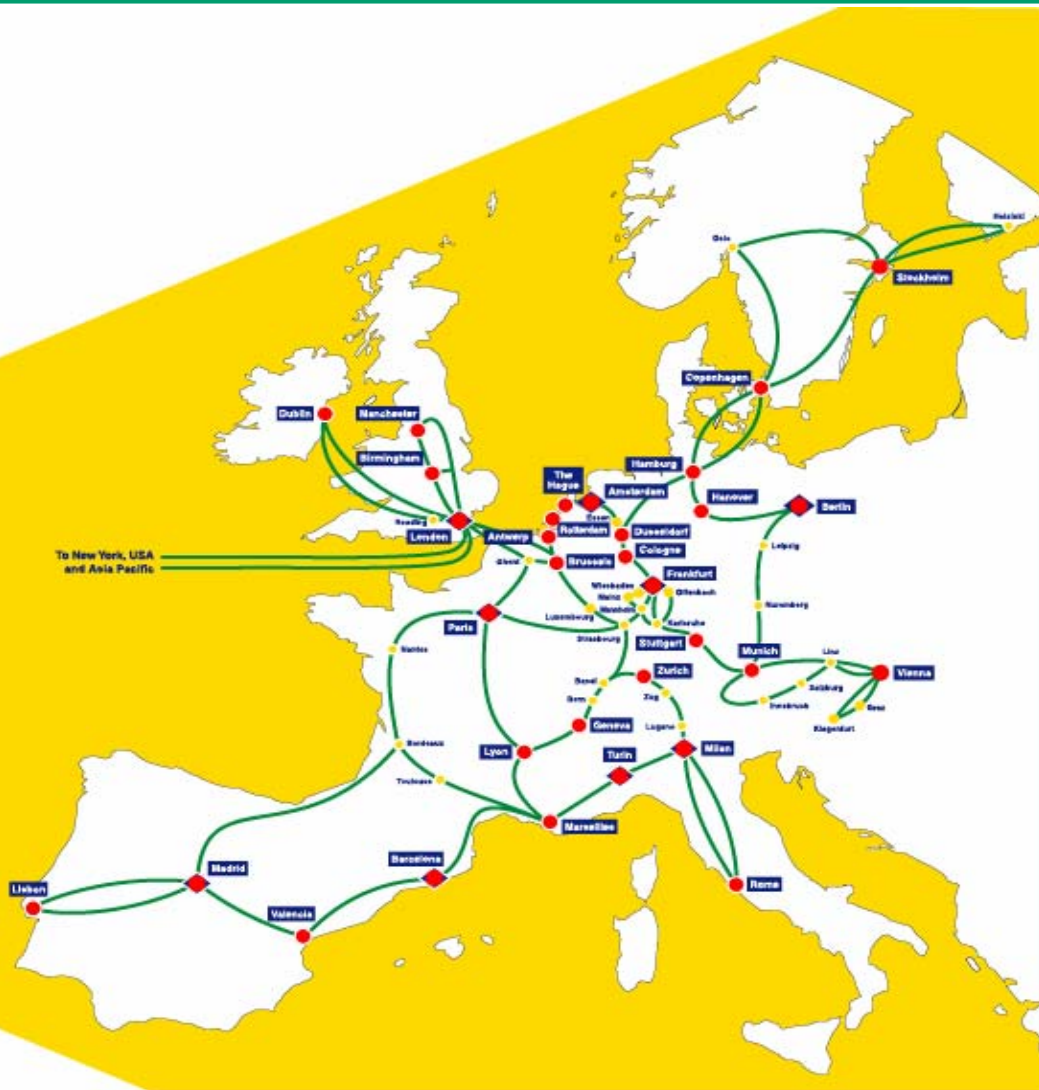 Helsinki
Oslo
Stockholm
Copenhagen
Dublin
Manchester
Birmingham
Hamburg
The
Hague
Amsterdam
Hanover
Berlin
Essen
Reading
London
Antwerp
Rotterdam
Dusseldorf
Cologne
Leipzig
To New York, USA
and Asia Pacific
Ghent
Brussels
Frankfurt
Wiesbaden
Offenbach
Mainz
Mannheim
Nuremberg
Luxembourg
Karlsruhe
Paris
Strasbourg
Stuttgart
Nantes
Munich
Linz
Zurich
Vienna
Basel
Salzburg
Zug
Bern
Innsbruck
Graz
Geneva
Lugano
Klagenfurt
Bordeaux
Lyon
Turin
Milan
Toulouse
Marseilles
Barcelona
Madrid
Lisbon
Rome
Valencia